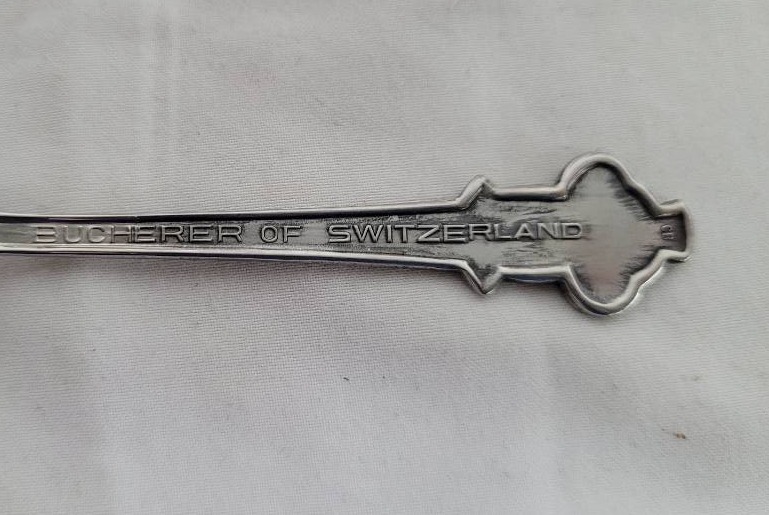 BUCHERER OF SWITZERLAND